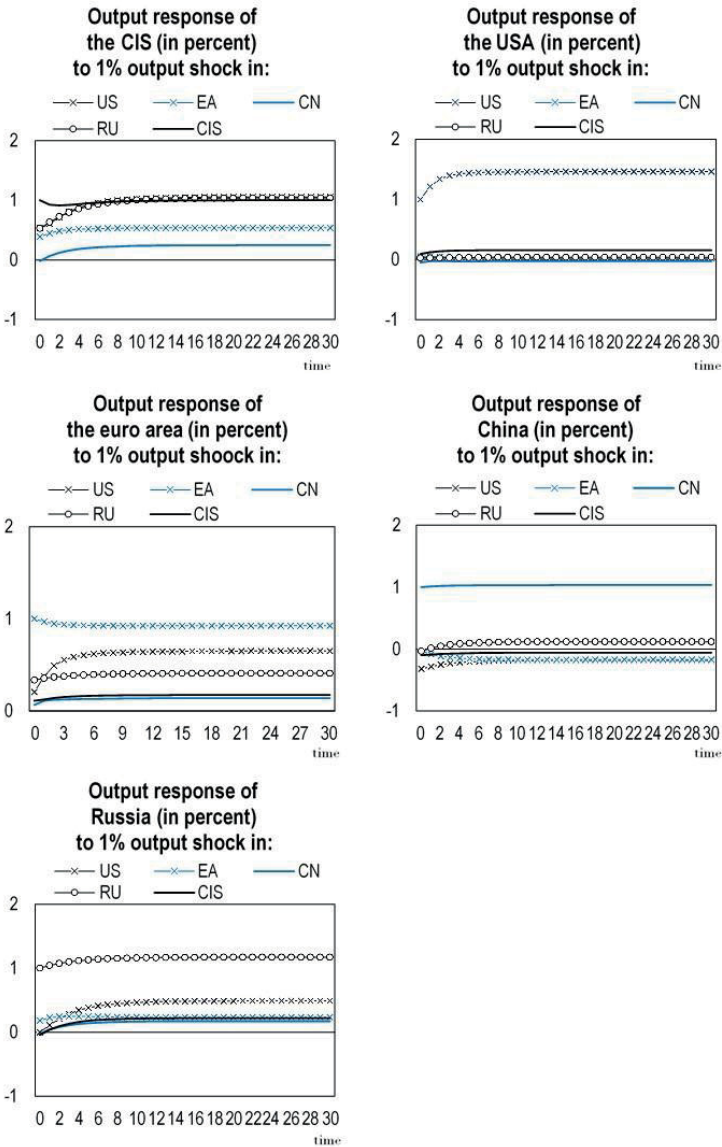 Output response of
the CIS (in percent)
to 1% output shock in:
US EA CN
RU CIS
2
1
0
-1
0 2 4 6 8 10 12 14 16 18 20 22 24 26 28 30
time
Output response of
the USA (in percent)
to 1% output shock in:
US EA CN
RU CIS
2
1
0
-1
0 2 4 6 8 10 12 14 16 18 20 22 24 26 28 30
time
Output response of
the euro area (in percent)
to 1% output shoock in:
US EA CN
RU CIS
2
1
0
0 3 6 9 12 15 18 21 24 27 30
time
Output response of
China (in percent)
to 1% output shock in:
US EA CN
RU CIS
2
1
0
-1
0 2 4 6 8 10 12 14 16 18 20 22 24 26 28 30
time
Output response of
Russia (in percent)
to 1% output shock in:
US EA CN
RU CIS
2
1
0
-1
0 2 4 6 8 10 12 14 16 18 20 22 24 26 28 30
time